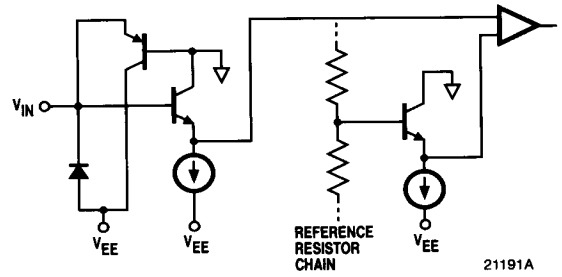 VIN
VEE
VEE
REFERENCE
RESISTOR
CHAIN
VEE
21191A